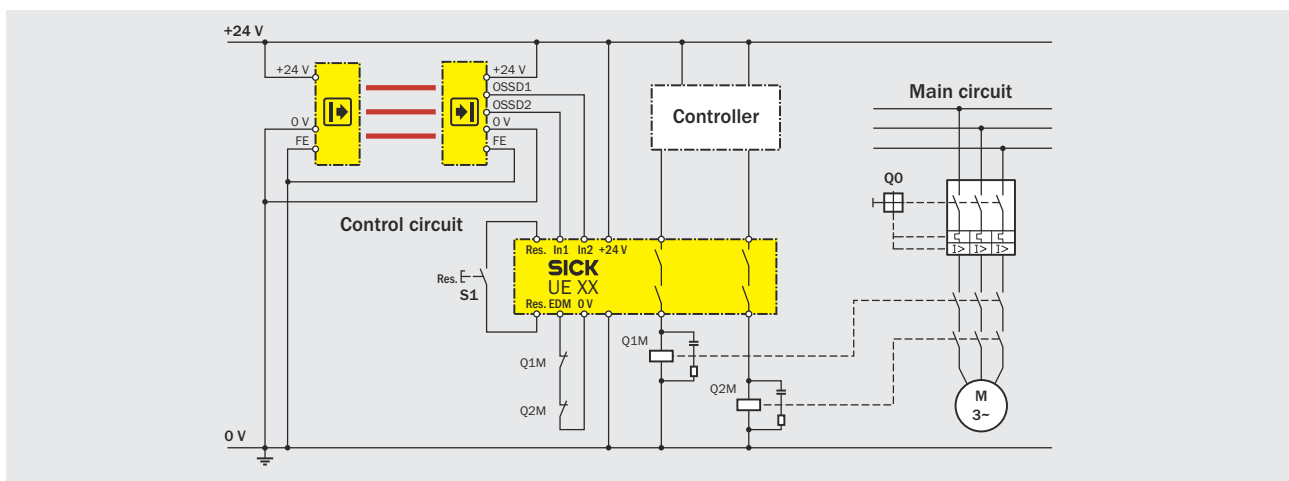 +24 V
+24 V
+24 V
OSSD1
OSSD2
0 V
0 V
FE
FE
Controller
Main circuit
Q0
I> I> I>
Control circuit
Res. In1 In2 +24 V
SICK
UE XX
Res.
S1
Res. EDM 0 V
Q1M
Q1M
Q2M
Q2M
M
3~
0 V